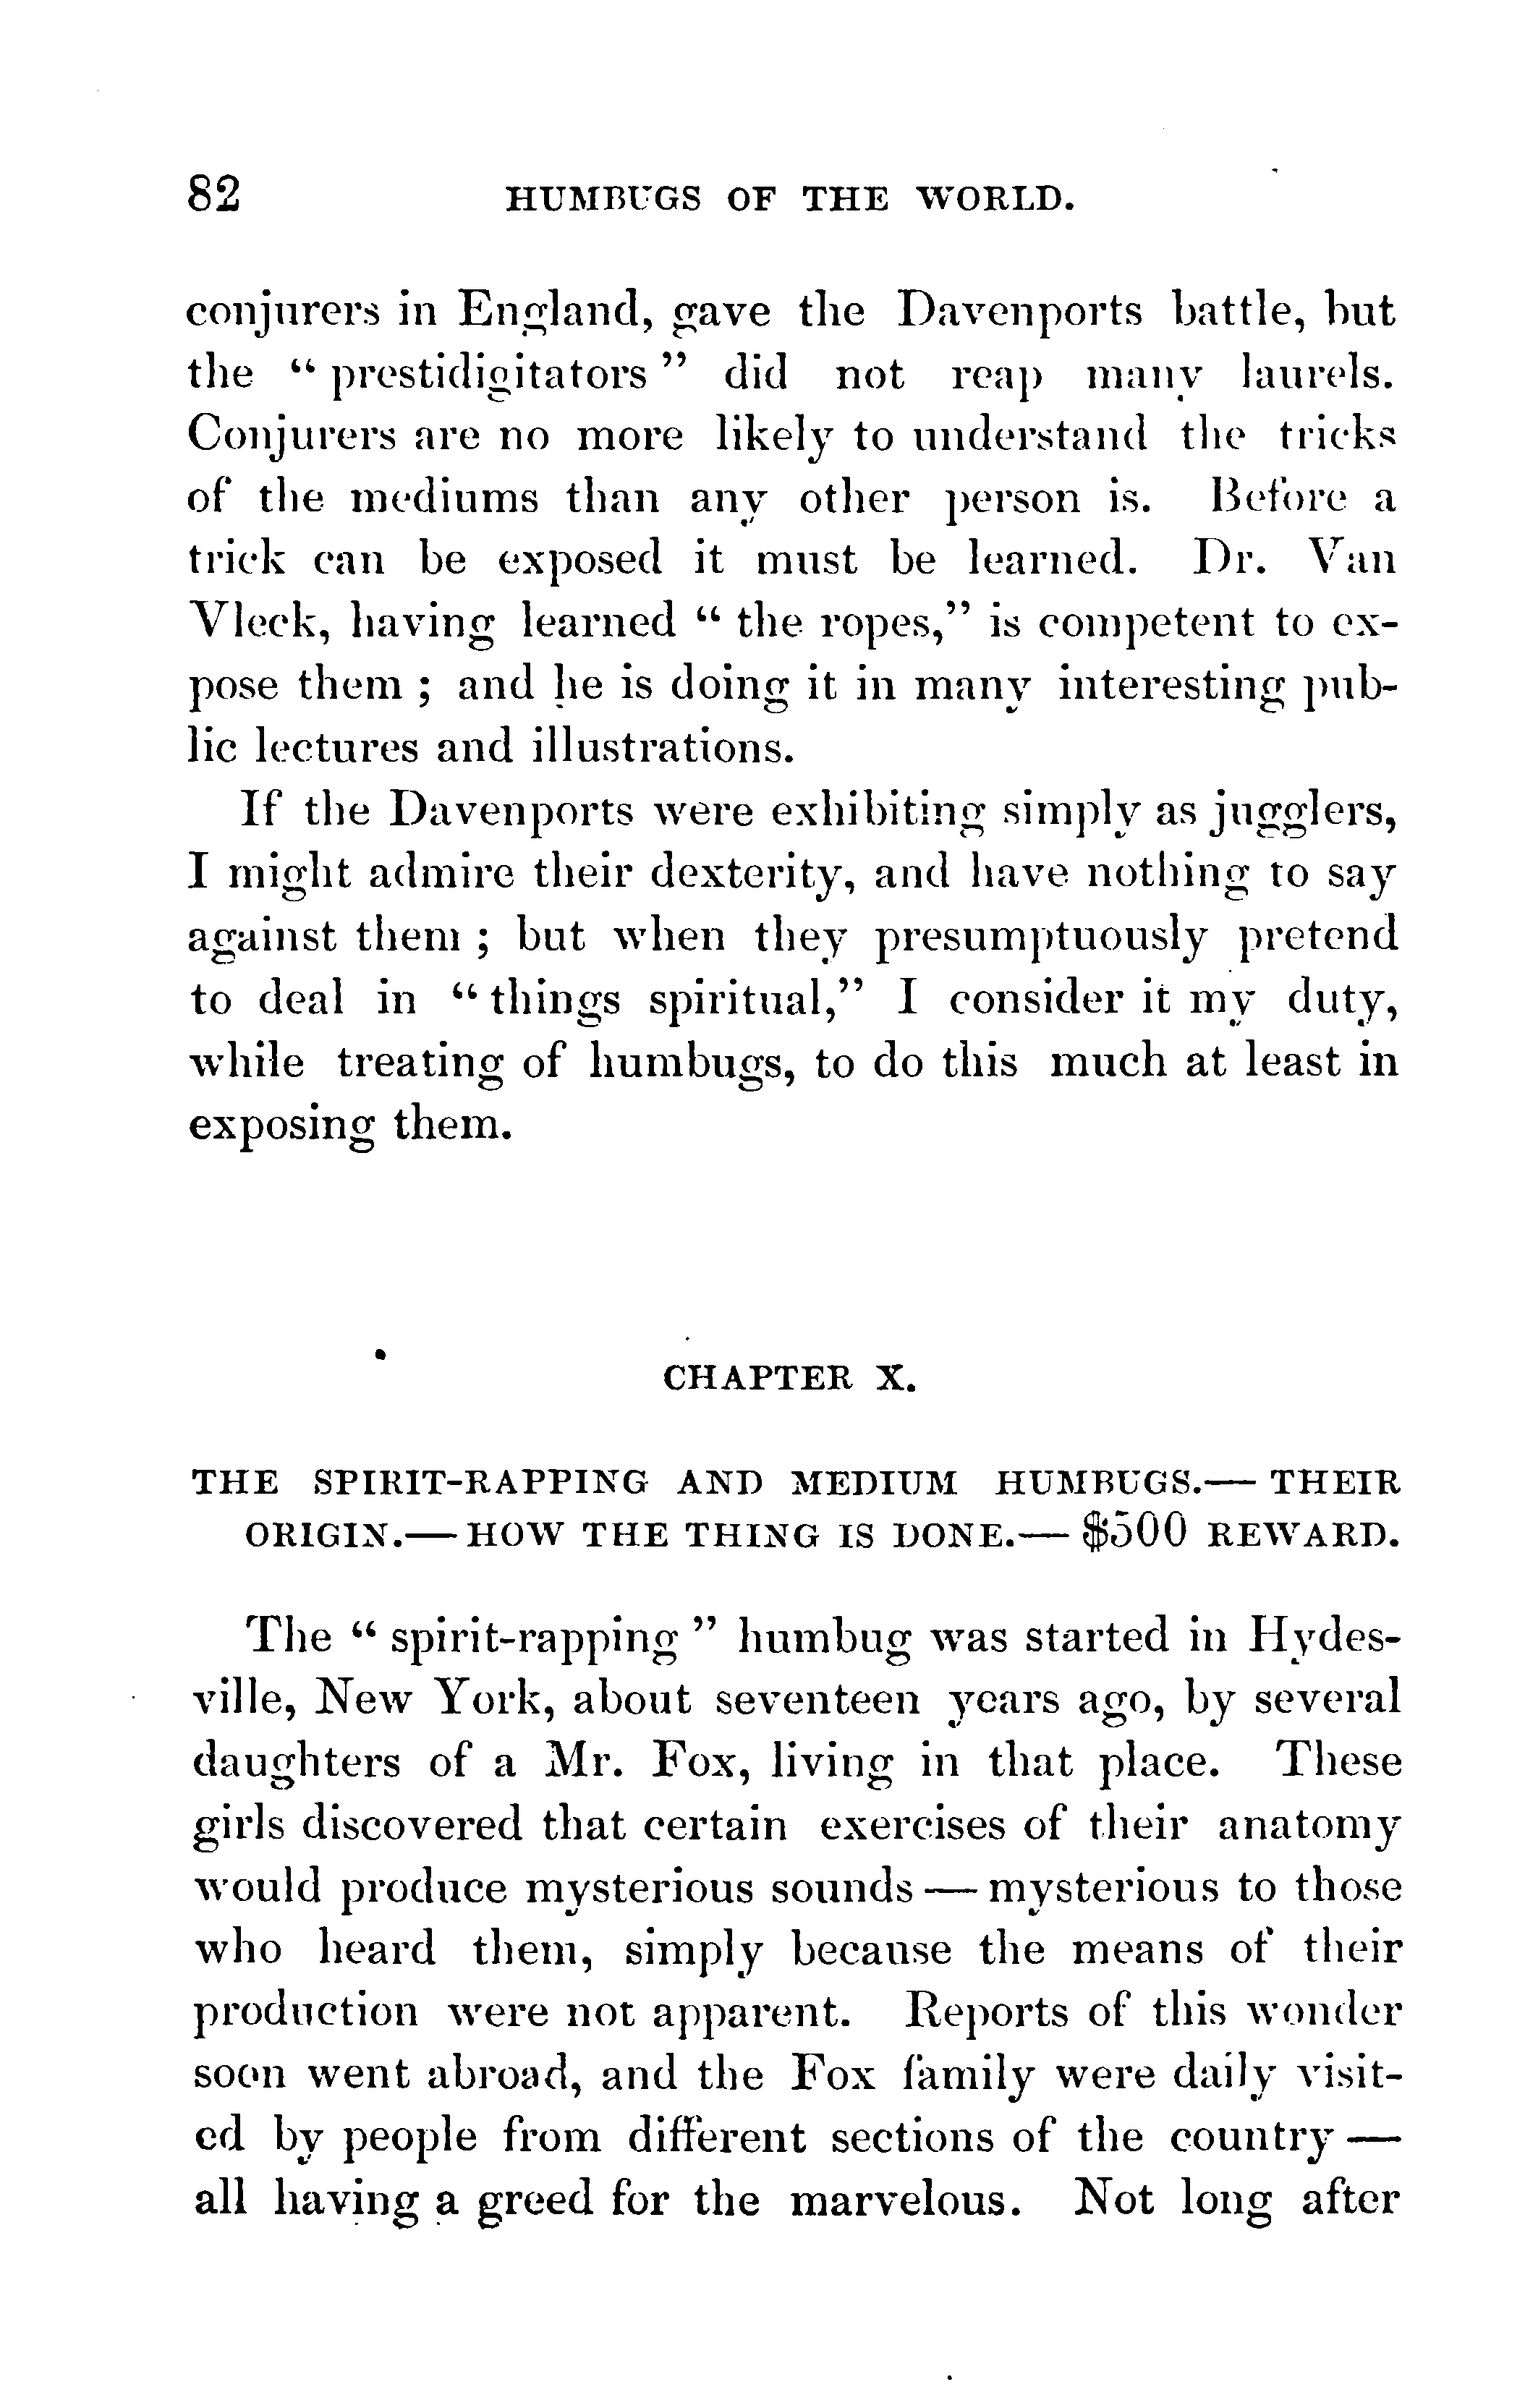 82 HUMBUGS OF THE WORLD.
conjurers in England, gave the Davenports battle, but
the " prestidigitators " did not reap many laurels.
Conjurers are no more likely to understand the tricks
of the mediums than any other person is. Before a
trick can be exposed it must be learned. Dr. Van
Vleck, having learned " the ropes," is competent to ex-
pose them ; and he is doing it in many interesting pub-
lic lectures and illustrations.
If the Davenports were exhibiting simply as jugglers,
I might admire their dexterity, and have nothing to say
against them ; but when they presumptuously pretend
to deal in " things spiritual," I consider it my duty,
while treating of humbugs, to do this much at least in
exposing them.
CHAPTER X.
THE SPIRIT-RAPPING AND MEDIUM HUMBUGS.— THEIR
ORIGIN.— HOW THE THING IS DONE.— $500 REWARD.
The " spirit-rapping " humbug was started in Hydes-
ville, New York, about seventeen years ago, by several
daughters of a Mr. Fox, living in that place. These
girls discovered that certain exercises of their anatomy
would produce mysterious sounds — mysterious to those
who heard them, simply because the means of their
production were not apparent. Reports of this wonder
soon went abroad, and the Fox family were daily visit-
ed by people from different sections of the country —
all having a greed for the marvelous. Not long after